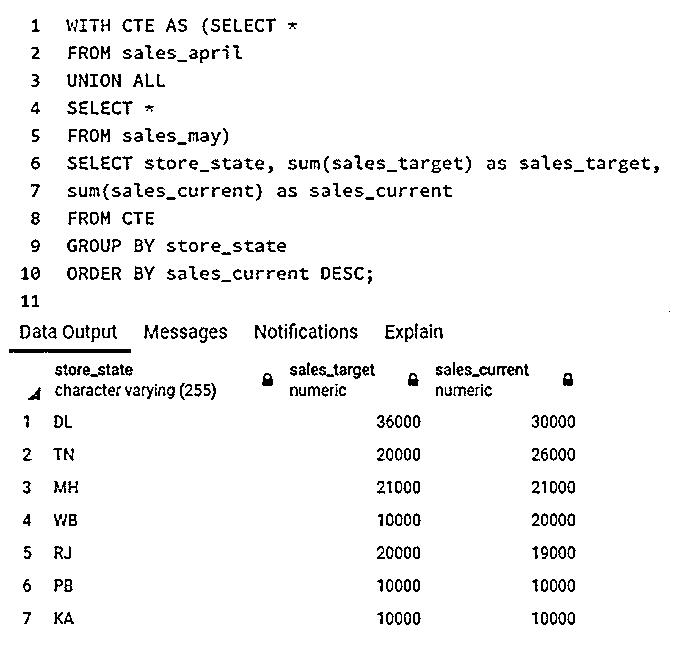 1 WITH CTE AS (SELECT *
2 FROM sales_april
3 UNION ALL
4 SELECT *
5 FROM sales_may)
6 SELECT store_state, sum(sales_target) as sales_target,
7 sum(sales_current) as sales_current
8 FROM CTE
9 GROUP BY store_state
10 ORDER BY sales_current DESC;
11
Data Output Messages Notifications Explain
store_state sales_target sales_current
character varying (255) numeric numeric
1 DL 36000 30000
2 TN 20000 26000
3 MH 21000 21000
4 WB 10000 20000
5 RJ 20000 19000
6 PB 10000 10000
7 KA 10000 10000